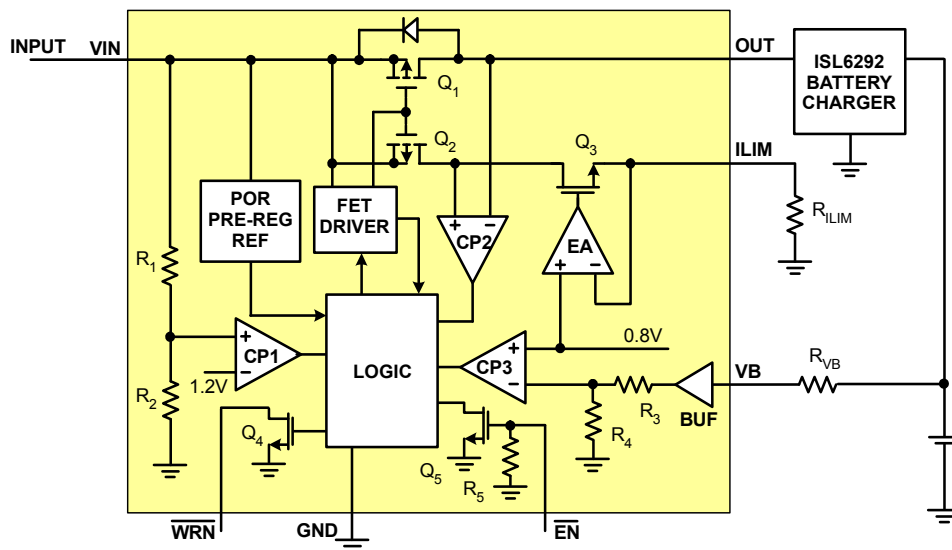 INPUT
VIN
OUT
ISL6292
BATTERY
CHARGER
Q1
Q2
Q3
ILIM
POR
PRE-REG
REF
FET
DRIVER
+ −
CP2
EA
+ −
RILIM
R1
+
CP1
−
1.2V
LOGIC
+
CP3
−
0.8V
VB
RVB
R2
R3
BUF
R4
Q4
Q5
R5
WRN
GND
EN